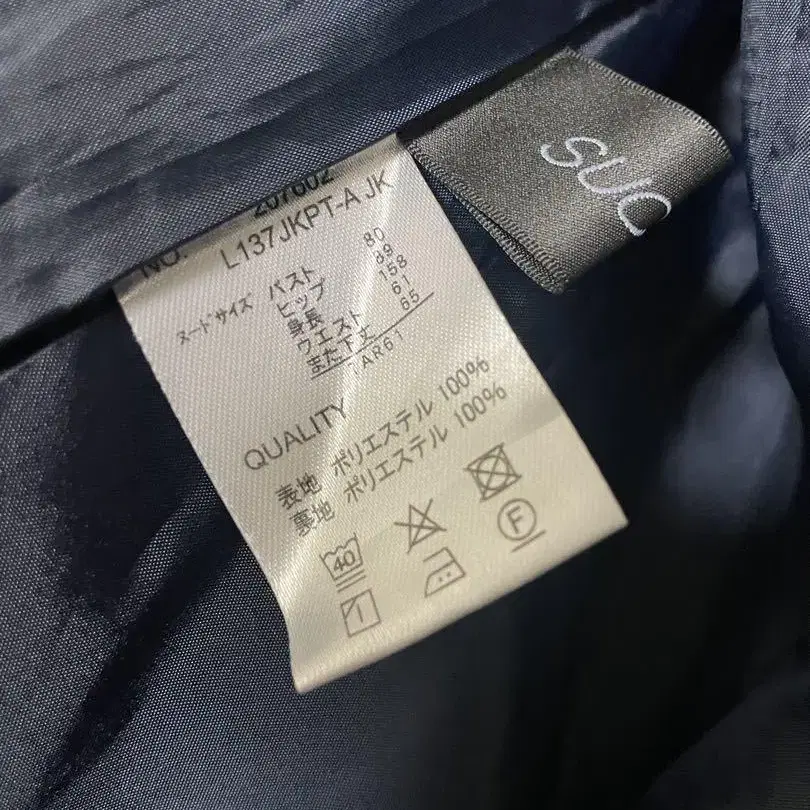 SUC
207602
NO. L137JKPT-A JK
ヌードサイズ バスト 80
ヒップ 89
身長 158
ウエスト 61
また下丈 65
AR61
QUALITY
表地 ポリエステル 100%
裏地 ポリエステル 100%
40
F